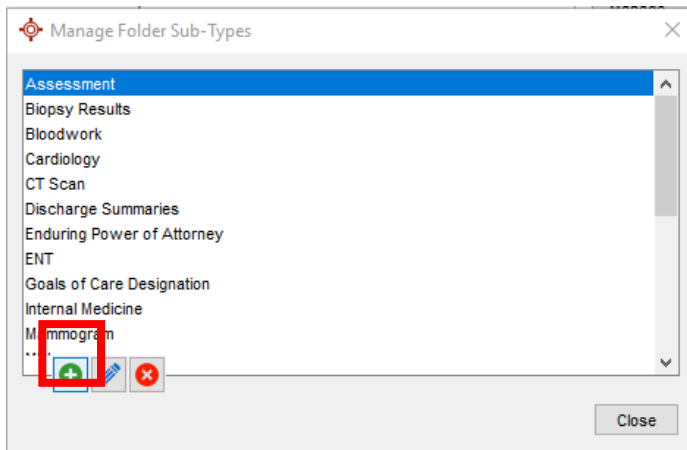 Manage Folder Sub-Types
Assessment
Biopsy Results
Bloodwork
Cardiology
CT Scan
Discharge Summaries
Enduring Power of Attorney
ENT
Goals of Care Designation
Internal Medicine
Mammogram
Close